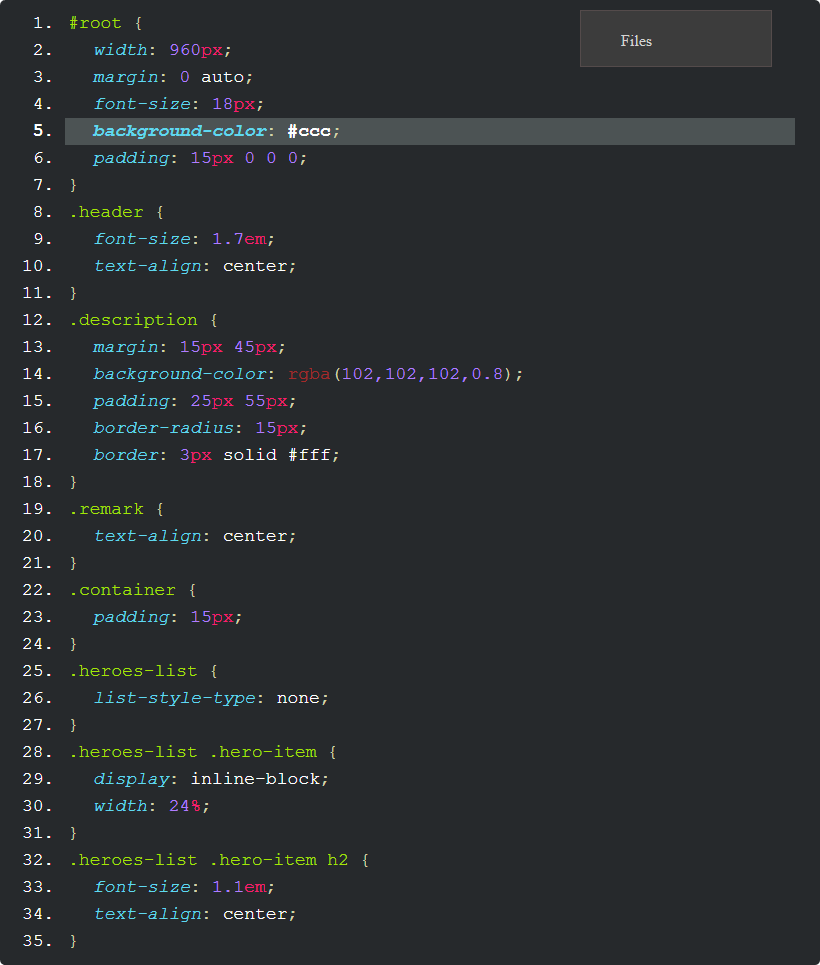 1. #root {
2. width: 960px;
Files
3. margin: 0 auto;
4. font-size: 18px;
5. background-color: #ccc;
6. padding: 15px 0 0 0;
7. }
8. .header {
9. font-size: 1.7em;
10. text-align: center;
11. }
12. .description {
13. margin: 15px 45px;
14. background-color: rgba(102,102,102,0.8);
15. padding: 25px 55px;
16. border-radius: 15px;
17. border: 3px solid #fff;
18. }
19. .remark {
20. text-align: center;
21. }
22. .container {
23. padding: 15px;
24. }
25. .heroes-list {
26. list-style-type: none;
27. }
28. .heroes-list .hero-item {
29. display: inline-block;
30. width: 24%;
31. }
32. .heroes-list .hero-item h2 {
33. font-size: 1.1em;
34. text-align: center;
35. }